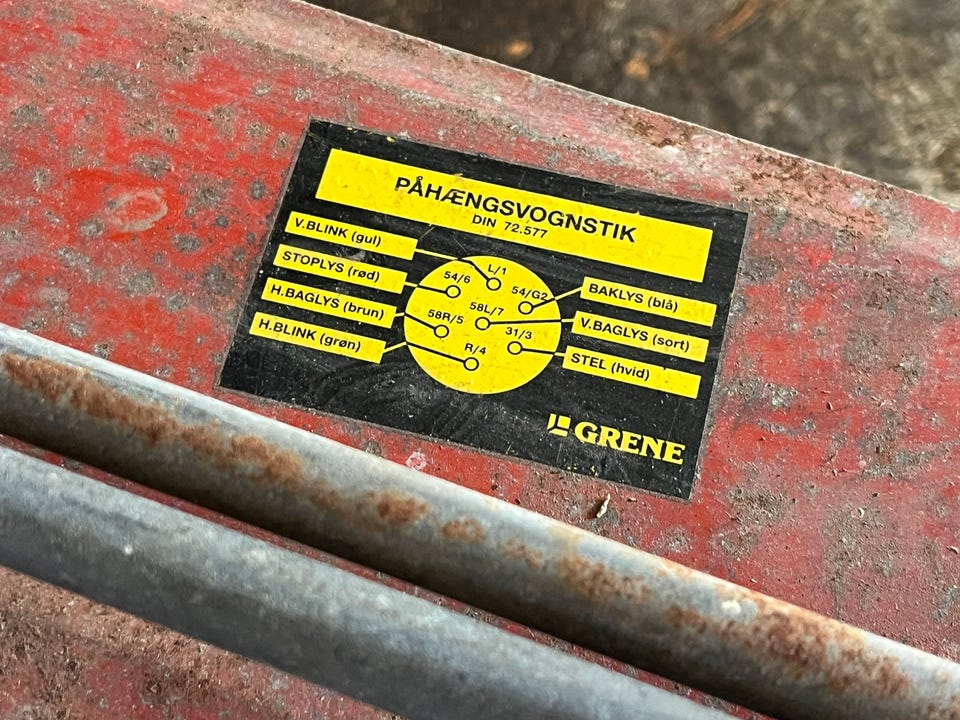 PÅHÆNGSVOGNSTIK
DIN 72.577
V.BLINK (gul)
STOPLYS (rød)
H.BAGLYS (brun)
H.BLINK (grøn)
L/1
54/6
54/G2
58L/7
58R/5
31/3
R/4
BAKLYS (blå)
V.BAGLYS (sort)
STEL (hvid)
GRENE